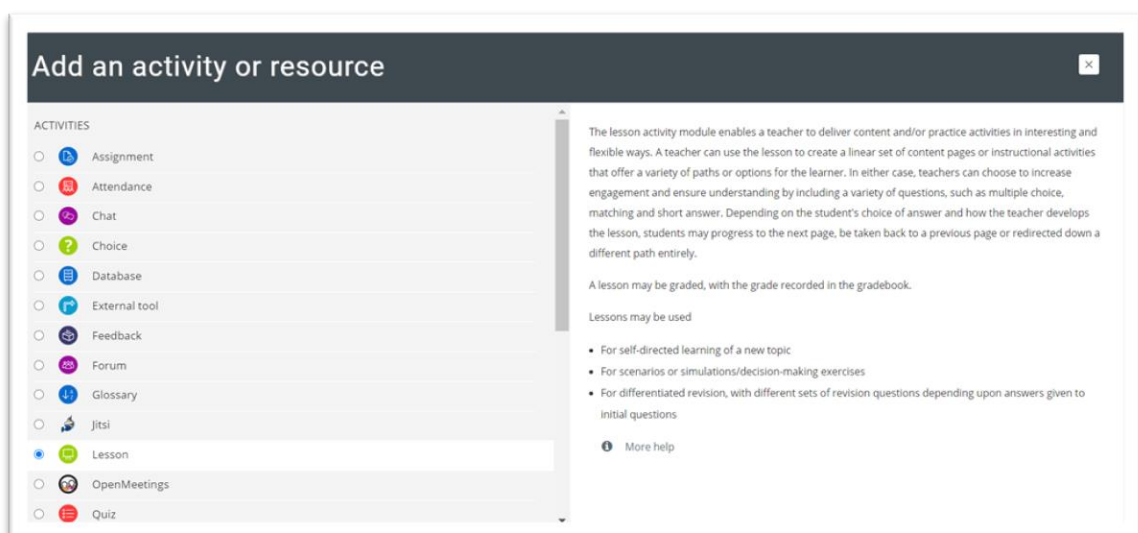 Add an activity or resource
ACTIVITIES
Assignment
Attendance
Chat
Choice
Database
External tool
Feedback
Forum
Glossary
Jitsi
Lesson
OpenMeetings
Quiz
The lesson activity module enables a teacher to deliver content and/or practice activities in interesting and
flexible ways. A teacher can use the lesson to create a linear set of content pages or instructional activities
that offer a variety of paths or options for the learner. In either case, teachers can choose to increase
engagement and ensure understanding by including a variety of questions, such as multiple choice,
matching and short answer. Depending on the student's choice of answer and how the teacher develops
the lesson, students may progress to the next page, be taken back to a previous page or redirected down a
different path entirely.
A lesson may be graded, with the grade recorded in the gradebook.
Lessons may be used
• For self-directed learning of a new topic
• For scenarios or simulations/decision-making exercises
• For differentiated revision, with different sets of revision questions depending upon answers given to
initial questions
More help